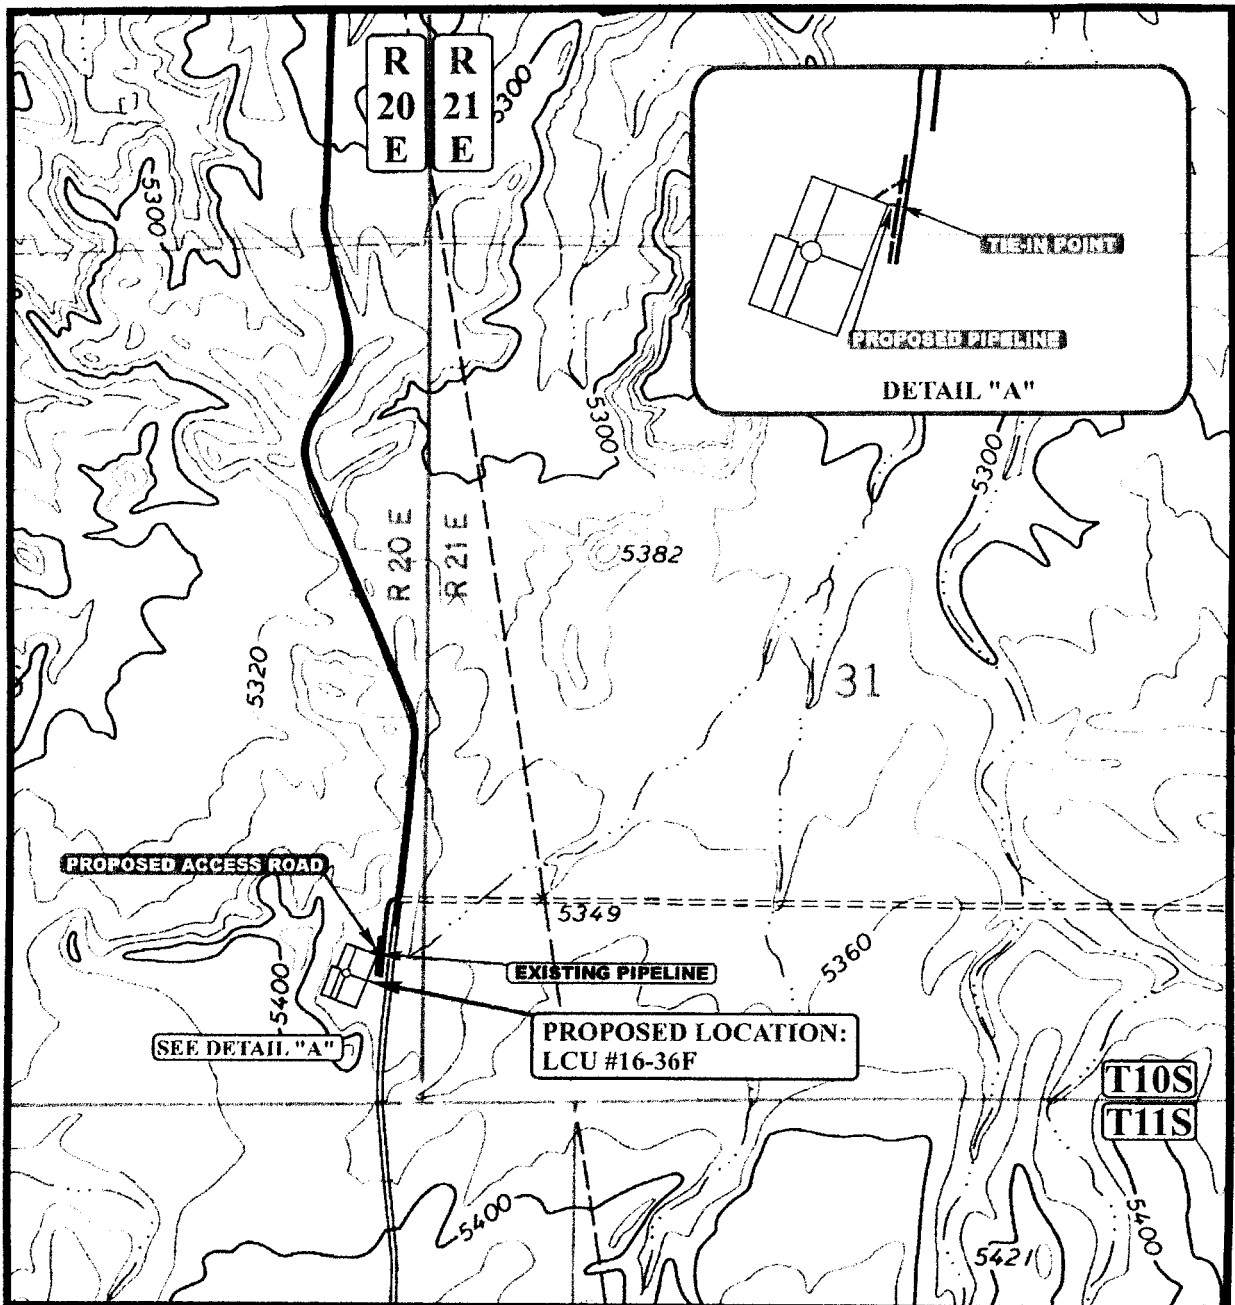 R
20
E
R
21
E
5300
5300
TIE-IN POINT
PROPOSED PIPELINE
DETAIL "A"
5300
5300
R 20 E
R 21 E
5382
5320
31
PROPOSED ACCESS ROAD
5349
5360
EXISTING PIPELINE
5400
SEE DETAIL "A"
PROPOSED LOCATION:
LCU #16-36F
T10S
T11S
5400
5400
5421